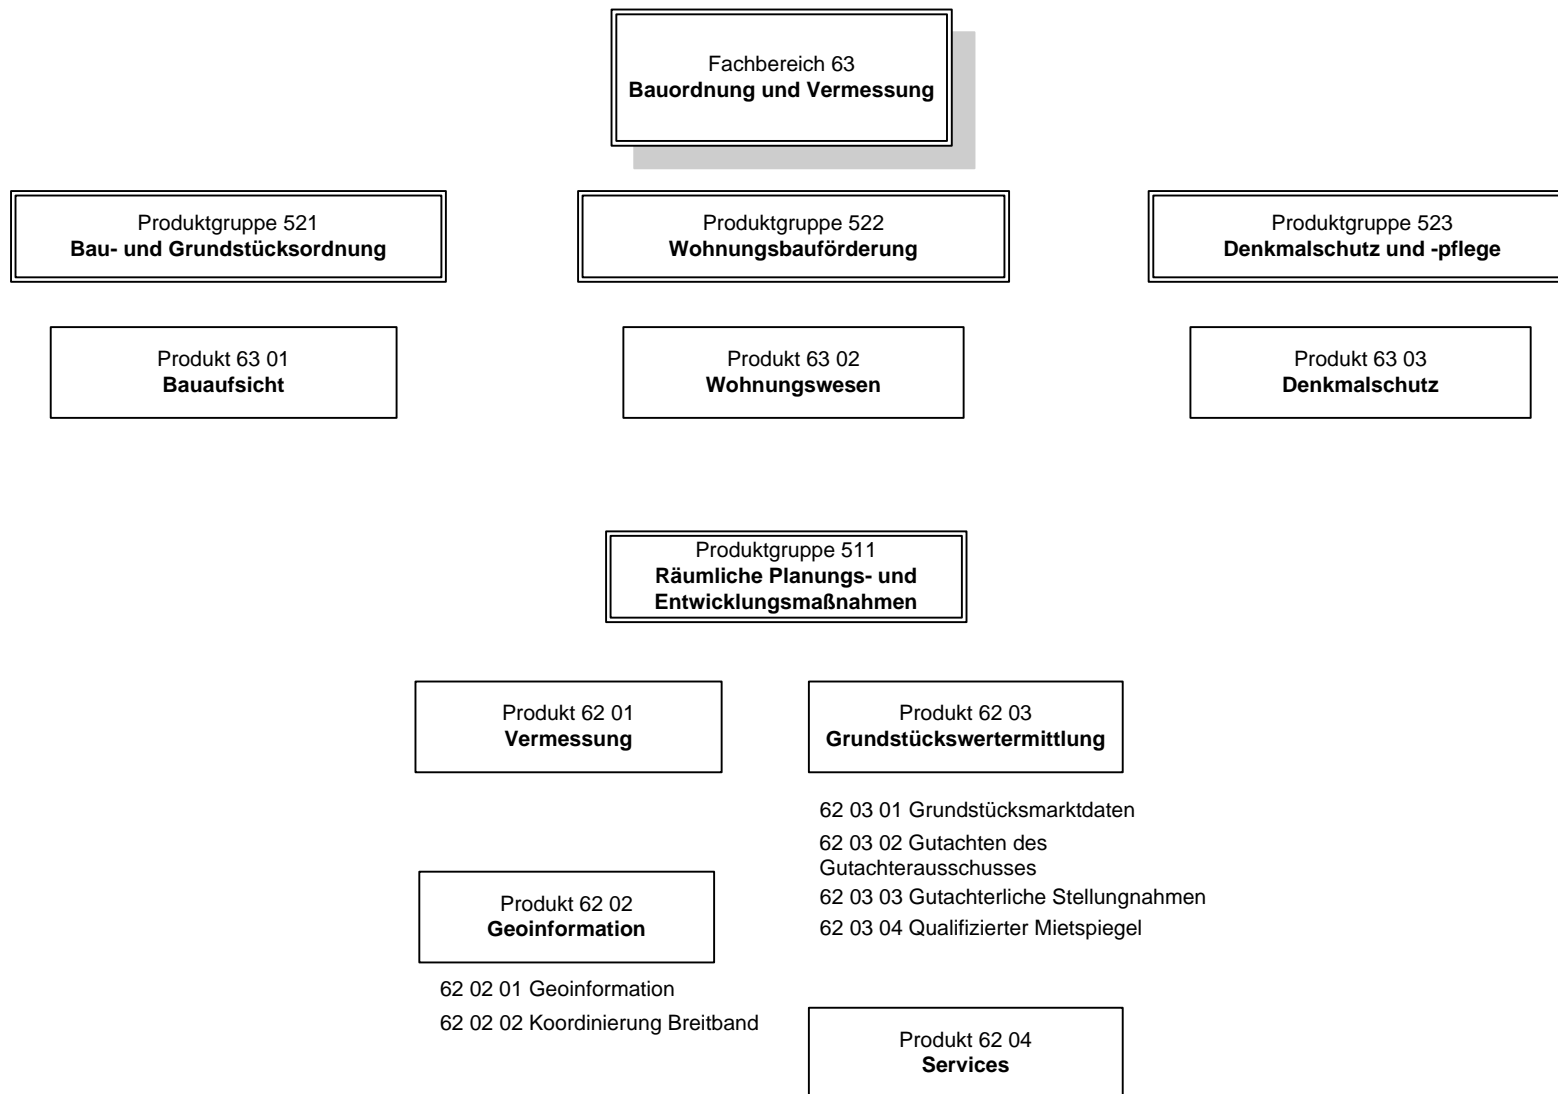 Fachbereich 63
Bauordnung und Vermessung
Produktgruppe 521
Bau- und Grundstücksordnung
Produktgruppe 522
Wohnungsbauförderung
Produktgruppe 523
Denkmalschutz und -pflege
Produkt 63 01
Bauaufsicht
Produkt 63 02
Wohnungswesen
Produkt 63 03
Denkmalschutz
Produktgruppe 511
Räumliche Planungs- und
Entwicklungsmaßnahmen
Produkt 62 01
Vermessung
Produkt 62 03
Grundstückswertermittlung
62 03 01 Grundstücksmarktdaten
62 03 02 Gutachten des
Gutachterausschusses
62 03 03 Gutachterliche Stellungnahmen
62 03 04 Qualifizierter Mietspiegel
Produkt 62 02
Geoinformation
62 02 01 Geoinformation
62 02 02 Koordinierung Breitband
Produkt 62 04
Services